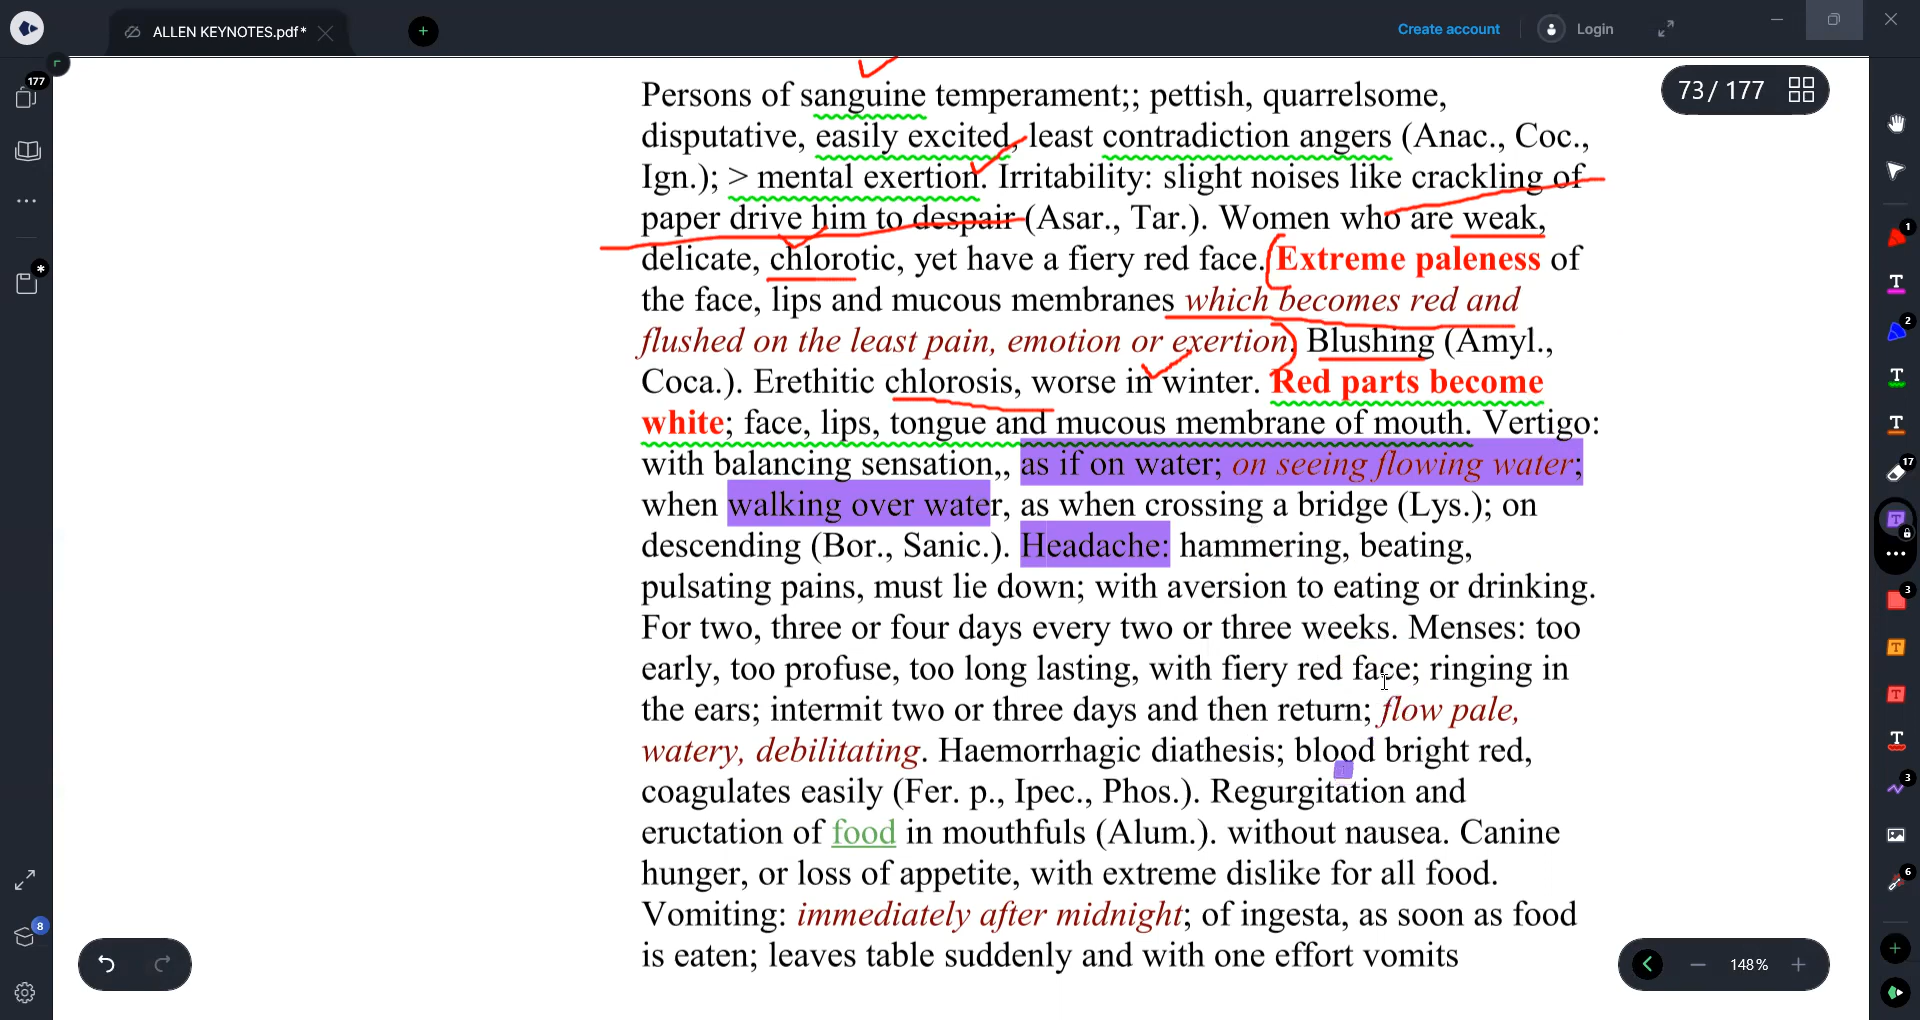 ALLEN KEYNOTES.pdf*
+
Create account
Login
177
73/ 177
Persons of sanguine temperament;; pettish, quarrelsome,
disputative, easily excited, least contradiction angers (Anac., Coc.,
Ign.); > mental exertion. Irritability: slight noises like crackling of
paper drive him to despair (Asar., Tar.). Women who are weak,
delicate, chlorotic, yet have a fiery red face. Extreme paleness of
the face, lips and mucous membranes which becomes red and
flushed on the least pain, emotion or exertion. Blushing (Amyl.,
Coca.). Erethitic chlorosis, worse in winter. Red parts become
white; face, lips, tongue and mucous membrane of mouth. Vertigo:
with balancing sensation,, as if on water; on seeing flowing water;
when walking over water, as when crossing a bridge (Lys.); on
descending (Bor., Sanic.). Headache: hammering, beating,
pulsating pains, must lie down; with aversion to eating or drinking.
For two, three or four days every two or three weeks. Menses: too
early, too profuse, too long lasting, with fiery red face; ringing in
the ears; intermit two or three days and then return; flow pale,
watery, debilitating. Haemorrhagic diathesis; blood bright red,
coagulates easily (Fer. p., Ipec., Phos.). Regurgitation and
eructation of food in mouthfuls (Alum.). without nausea. Canine
hunger, or loss of appetite, with extreme dislike for all food.
Vomiting: immediately after midnight; of ingesta, as soon as food
is eaten; leaves table suddenly and with one effort vomits
1
T
2
T
T
17
T
3
T
T
T
3
6
8
148%